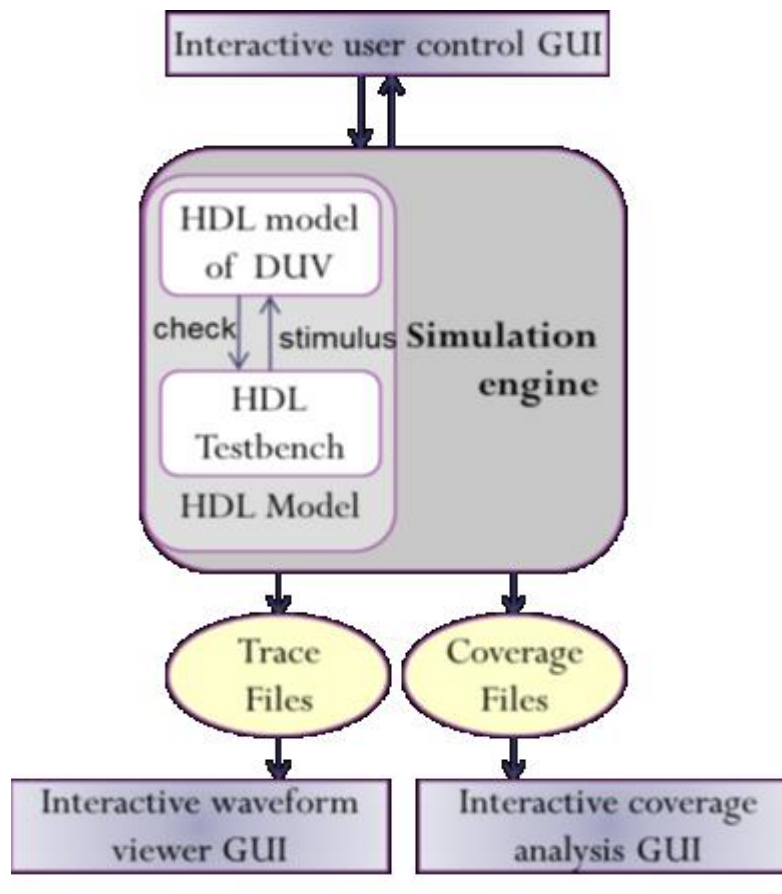 Interactive user control GUI
HDL model
of DUV
check
stimulus
Simulation
engine
HDL
Testbench
HDL Model
Trace
Files
Coverage
Files
Interactive waveform
viewer GUI
Interactive coverage
analysis GUI